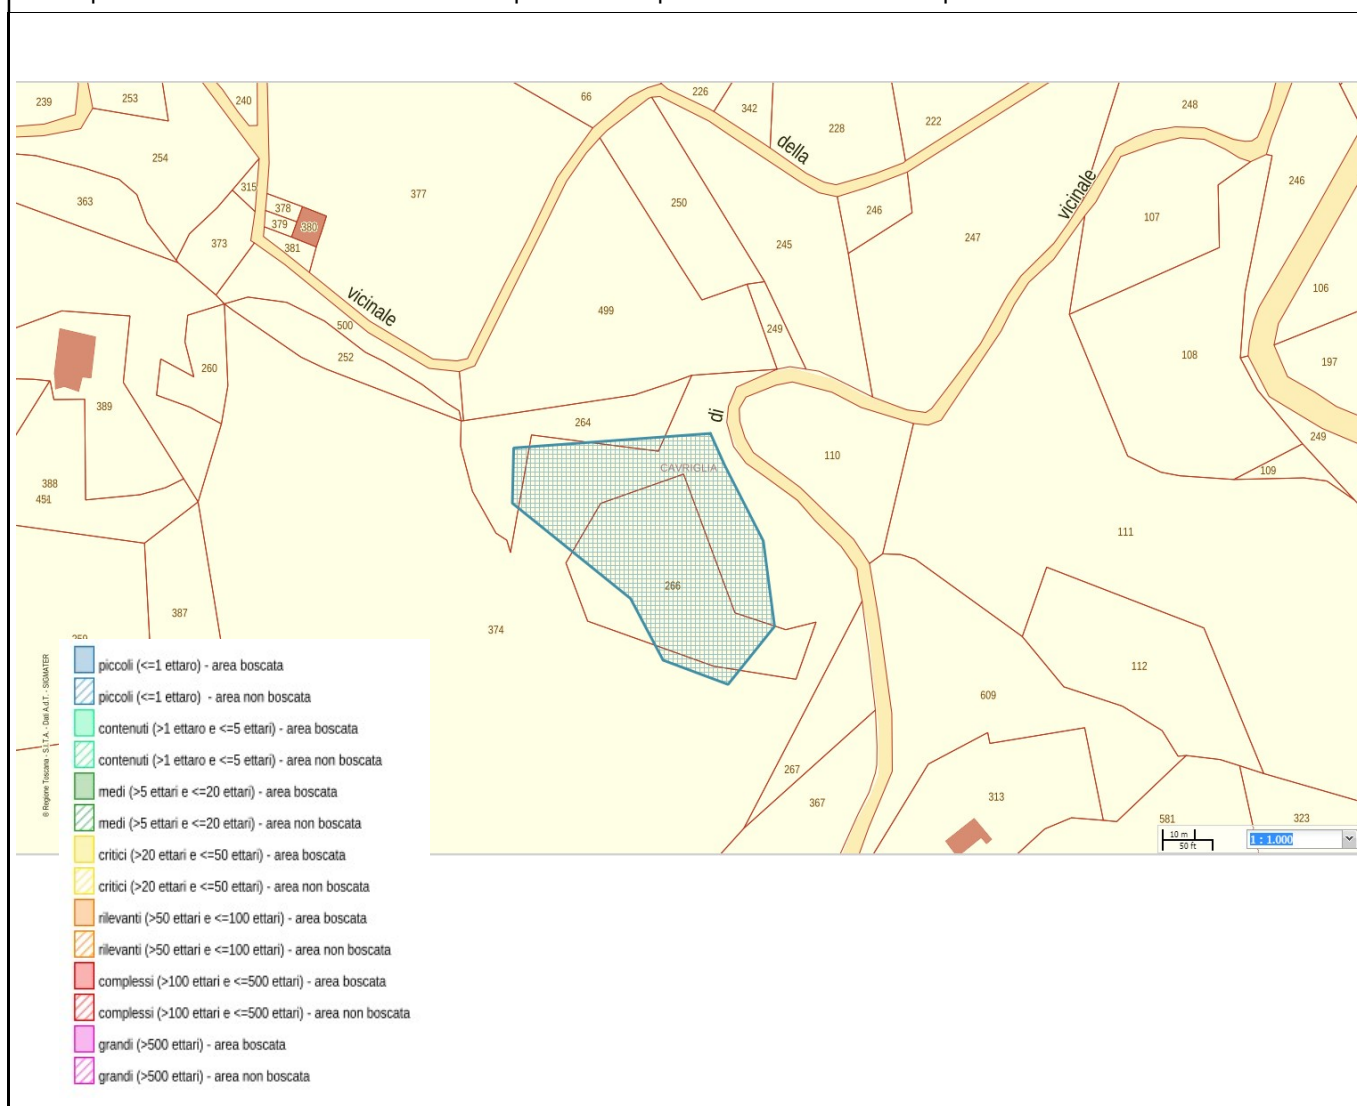 239
253
240
66
226
342
228
222
248
254
della
vicinale
246
363
315
378
379
380
381
377
250
246
107
373
245
247
106
vicinale
500
499
249
252
108
197
260
389
di
264
249
110
CAVRIGLIA
109
388
451
111
266
387
374
112
609
267
367
313
581
323
© Regione Toscana - S.I.T.A. - Dati A.d.T. - SIGMATER
10 m
50 ft
1 : 1.000
piccoli (<=1 ettaro) - area boscata
piccoli (<=1 ettaro) - area non boscata
contenuti (>1 ettaro e <=5 ettari) - area boscata
contenuti (>1 ettaro e <=5 ettari) - area non boscata
medi (>5 ettari e <=20 ettari) - area boscata
medi (>5 ettari e <=20 ettari) - area non boscata
critici (>20 ettari e <=50 ettari) - area boscata
critici (>20 ettari e <=50 ettari) - area non boscata
rilevanti (>50 ettari e <=100 ettari) - area boscata
rilevanti (>50 ettari e <=100 ettari) - area non boscata
complessi (>100 ettari e <=500 ettari) - area boscata
complessi (>100 ettari e <=500 ettari) - area non boscata
grandi (>500 ettari) - area boscata
grandi (>500 ettari) - area non boscata